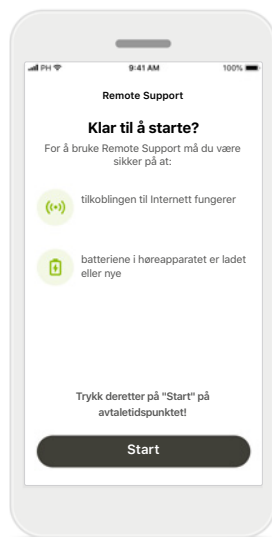 PH 9:41 AM 100%
Remote Support
Klar til å starte?
For å bruke Remote Support må du være
sikker på at:
tilkoblingen til Internett fungerer
batteriene i høreapparatet er ladet
eller nye
Trykk deretter på "Start" på
avtaletidspunktet!
Start